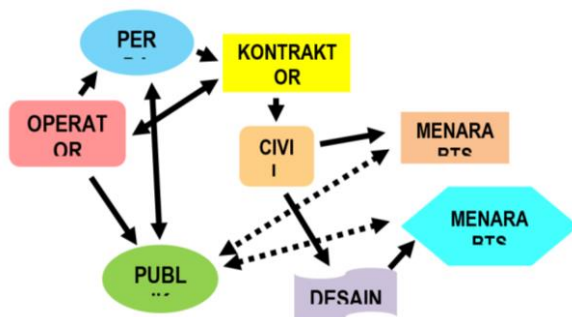 PER
KONTRAKT
OR
OPERAT
OR
CIVI
MENARA
MENARA
PUBL
DESAIN